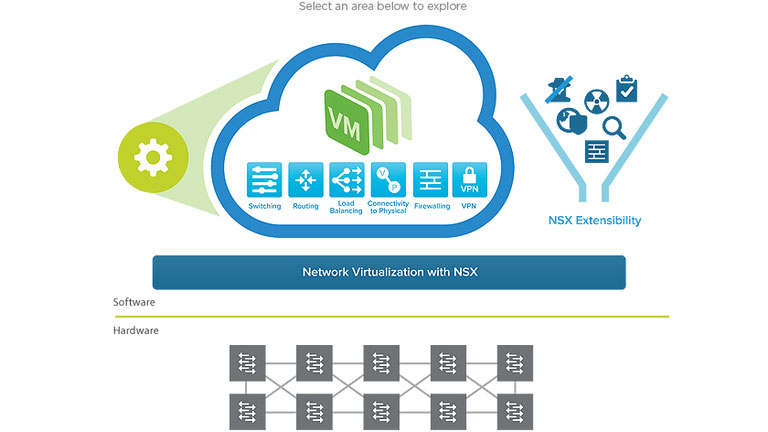 Select an area below to explore
VM
V
P
VPN
Switching
Routing
Load
Balancing
Connectivity
to Physical
Firewalling
VPN
NSX Extensibility
Network Virtualization with NSX
Software
Hardware